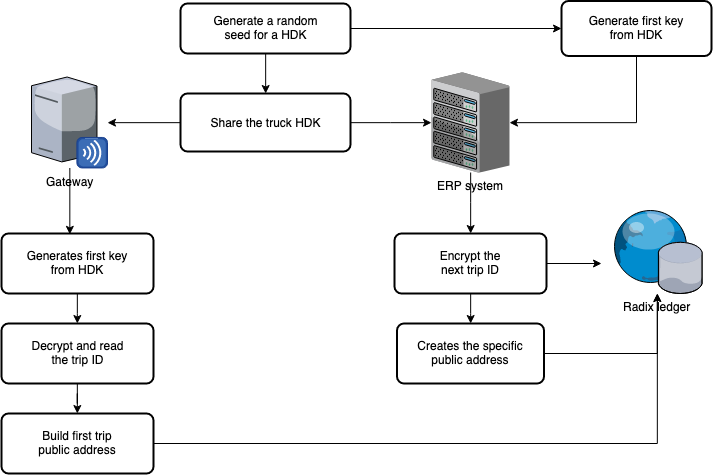 Generate a random
seed for a HDK
Generate first key
from HDK
Share the truck HDK
Gateway
ERP system
Generates first key
from HDK
Encrypt the
next trip ID
Radix ledger
Decrypt and read
the trip ID
Creates the specific
public address
Build first trip
public address